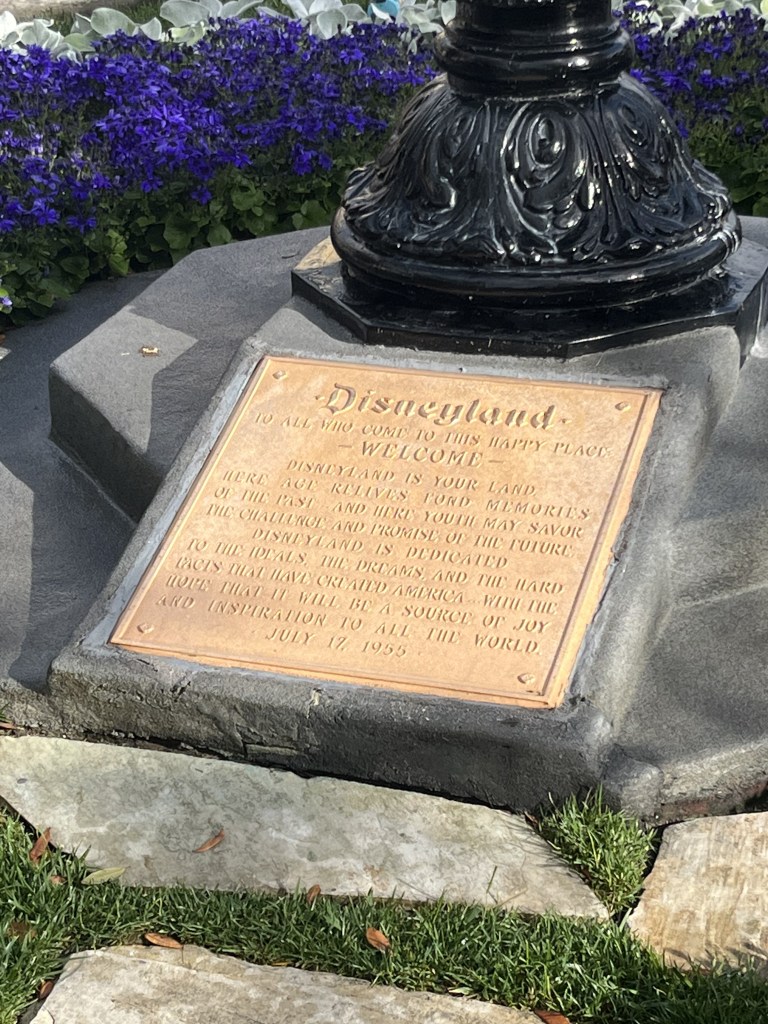 ·Disneyland·
TO ALL WHO COME TO THIS HAPPY PLACE
– WELCOME –
DISNEYLAND IS YOUR LAND.
HERE AGE RELIVES FOND MEMORIES
OF THE PAST...AND HERE YOUTH MAY SAVOR
THE CHALLENGE AND PROMISE OF THE FUTURE.
DISNEYLAND IS DEDICATED
TO THE IDEALS, THE DREAMS, AND THE HARD
FACTS THAT HAVE CREATED AMERICA...WITH THE
HOPE THAT IT WILL BE A SOURCE OF JOY
AND INSPIRATION TO ALL THE WORLD.
JULY 17, 1955